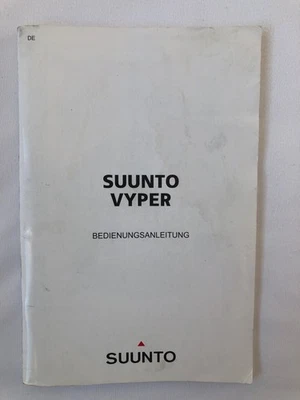 DE
SUUNTO
VYPER
BEDIENUNGSANLEITUNG
SUUNTO